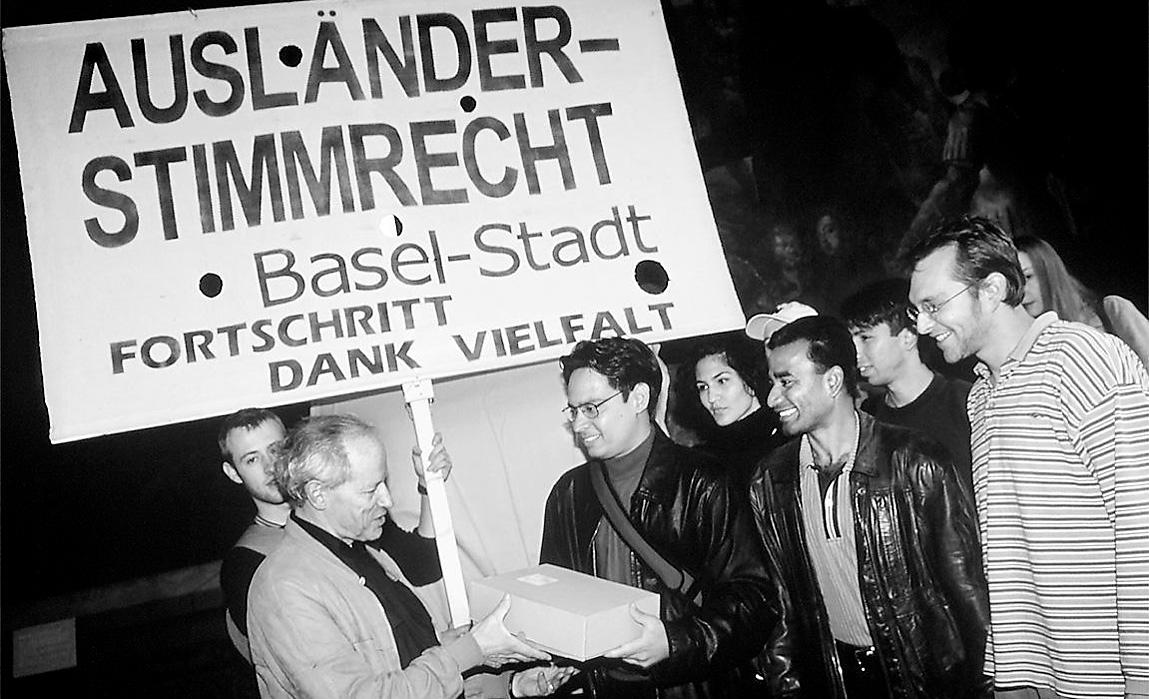 AUSLÄNDER-
STIMMRECHT
Basel-Stadt
FORTSCHRITT
DANK VIELFALT